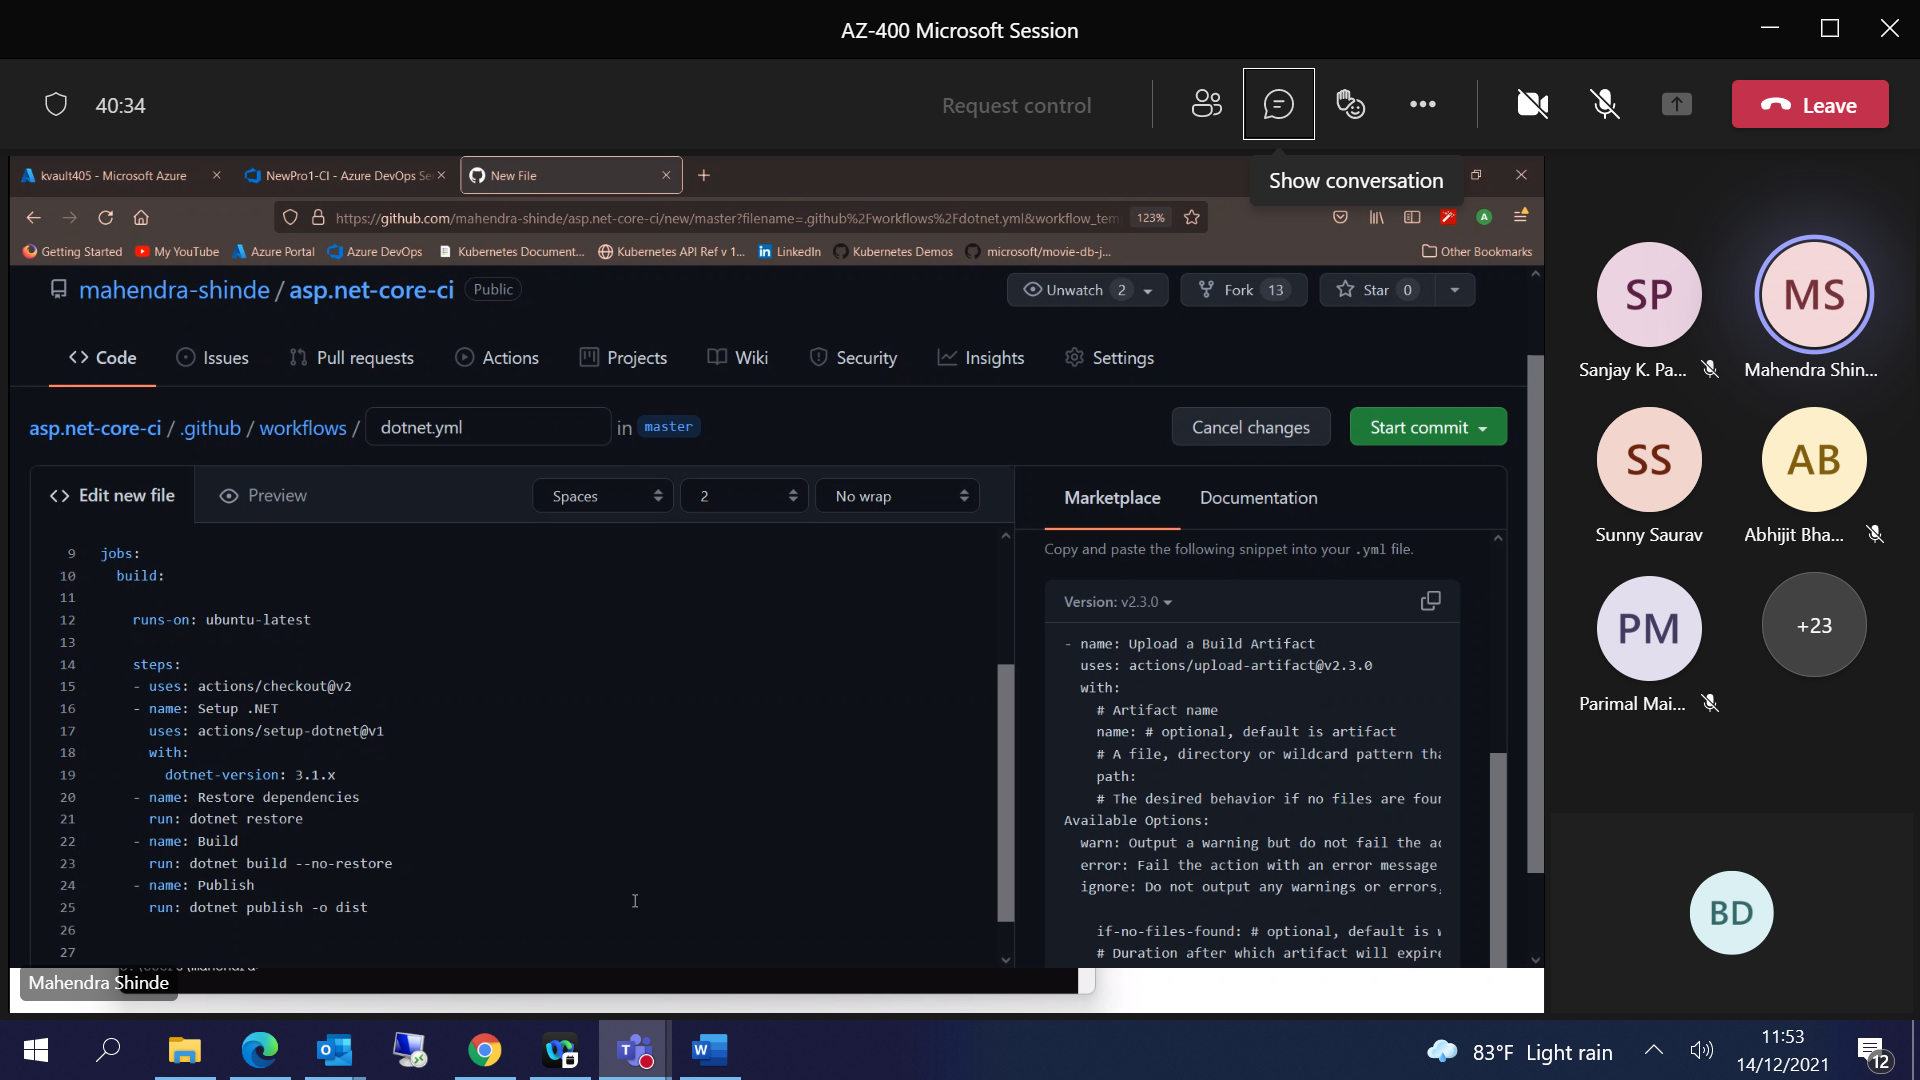 AZ-400 Microsoft Session
40:34
Request control
Leave
Show conversation
kvault405 - Microsoft Azure
NewPro1-CI - Azure DevOps Se
New File
https://github.com/mahendra-shinde/asp.net-core-ci/new/master?filename=.github%2Fworkflows%2Fdotnet.yml&workflow_tem
123%
Getting Started
My YouTube
Azure Portal
Azure DevOps
Kubernetes Document...
Kubernetes API Ref v 1...
LinkedIn
Kubernetes Demos
microsoft/movie-db-j...
Other Bookmarks
mahendra-shinde / asp.net-core-ci Public
Unwatch 2
Fork 13
Star 0
Code
Issues
Pull requests
Actions
Projects
Wiki
Security
Insights
Settings
asp.net-core-ci / .github / workflows / dotnet.yml in master
Cancel changes
Start commit
Edit new file
Preview
Spaces
2
No wrap
Marketplace
Documentation
9 jobs:
10 build:
11
12 runs-on: ubuntu-latest
13
14 steps:
15 - uses: actions/checkout@v2
16 - name: Setup .NET
17 uses: actions/setup-dotnet@v1
18 with:
19 dotnet-version: 3.1.x
20 - name: Restore dependencies
21 run: dotnet restore
22 - name: Build
23 run: dotnet build --no-restore
24 - name: Publish
25 run: dotnet publish -o dist
26
27
Copy and paste the following snippet into your .yml file.
Version: v2.3.0
- name: Upload a Build Artifact
uses: actions/upload-artifact@v2.3.0
with:
# Artifact name
name: # optional, default is artifact
# A file, directory or wildcard pattern tha
path:
# The desired behavior if no files are four
Available Options:
warn: Output a warning but do not fail the ac
error: Fail the action with an error message
ignore: Do not output any warnings or errors,
if-no-files-found: # optional, default is w
# Duration after which artifact will expire
Mahendra Shinde
SP
Sanjay K. Pa...
MS
Mahendra Shin...
SS
Sunny Saurav
AB
Abhijit Bha...
PM
Parimal Mai...
+23
BD
A
83°F Light rain
11:53
14/12/2021
12